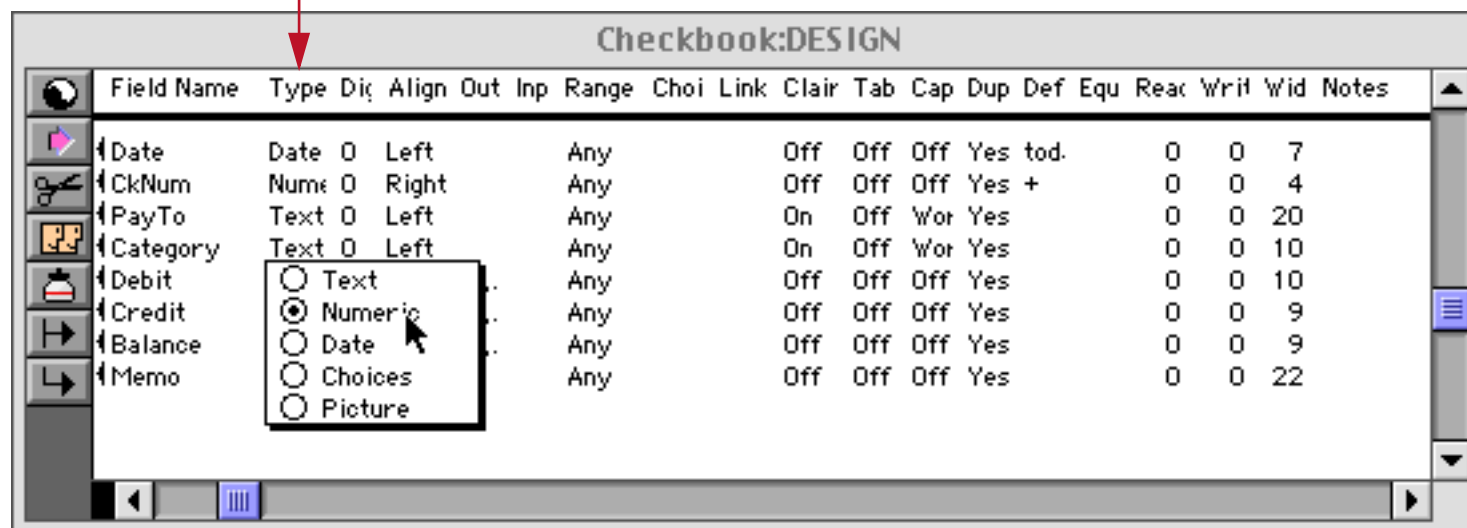 Checkbook:DESIGN
Field Name Type Dig Align Out Inp Range Choi Link Clair Tab Cap Dup Def Equ Read Writ Wid Notes
Date Date 0 Left Any Off Off Off Yes tod. 0 0 7
CkNum Nume 0 Right Any Off Off Off Yes + 0 0 4
PayTo Text 0 Left Any On Off Wor Yes 0 0 20
Category Text 0 Left Any On Off Wor Yes 0 0 10
Debit Text .. Any Off Off Off Yes 0 0 10
Credit Numeric .. Any Off Off Off Yes 0 0 9
Balance Date .. Any Off Off Off Yes 0 0 9
Memo Choices Any Off Off Off Yes 0 0 22
Picture